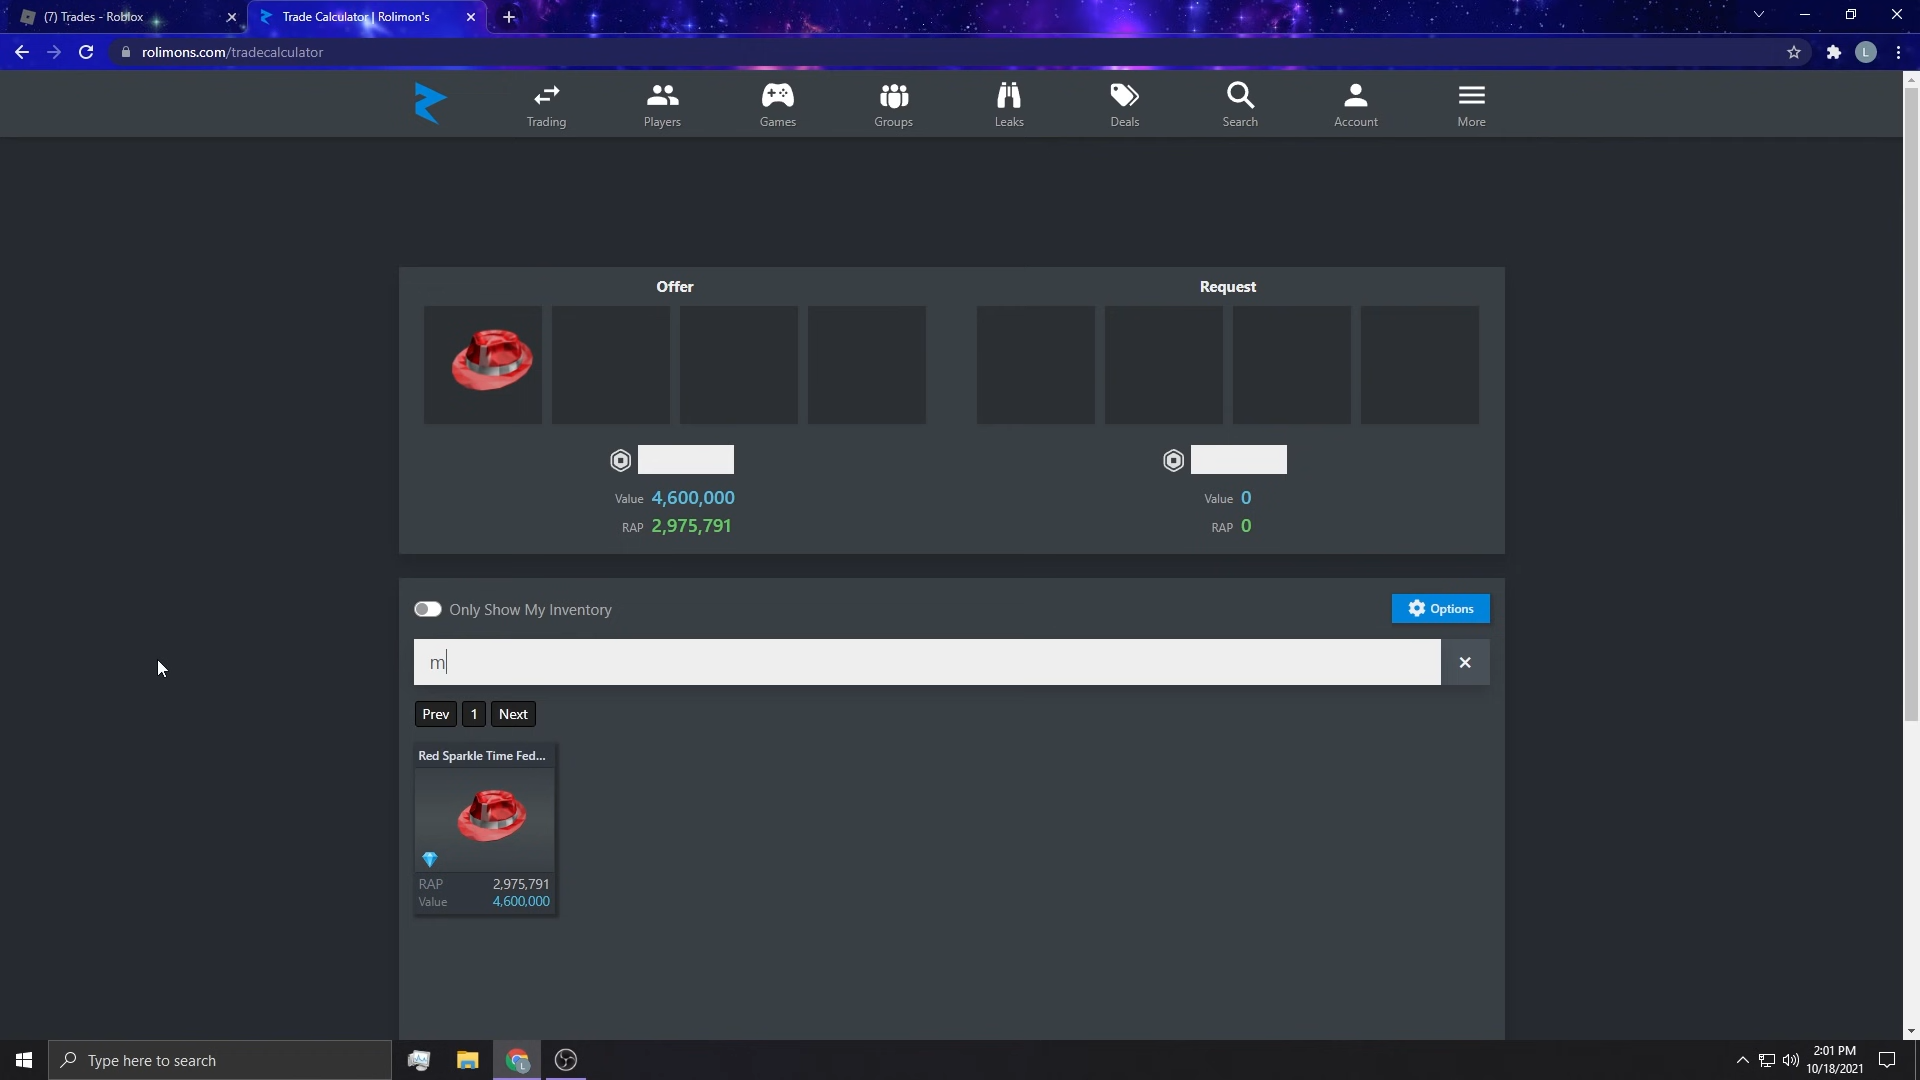 (7) Trades - Roblox
Trade Calculator | Rolimon's
rolimons.com/tradecalculator
L
Trading
Players
Games
Groups
Leaks
Deals
Search
Account
More
Offer
Request
Value 4,600,000
RAP 2,975,791
Value 0
RAP 0
Only Show My Inventory
Options
m
Prev
1
Next
Red Sparkle Time Fed...
RAP 2,975,791
Value 4,600,000
Type here to search
L
2:01 PM
10/18/2021